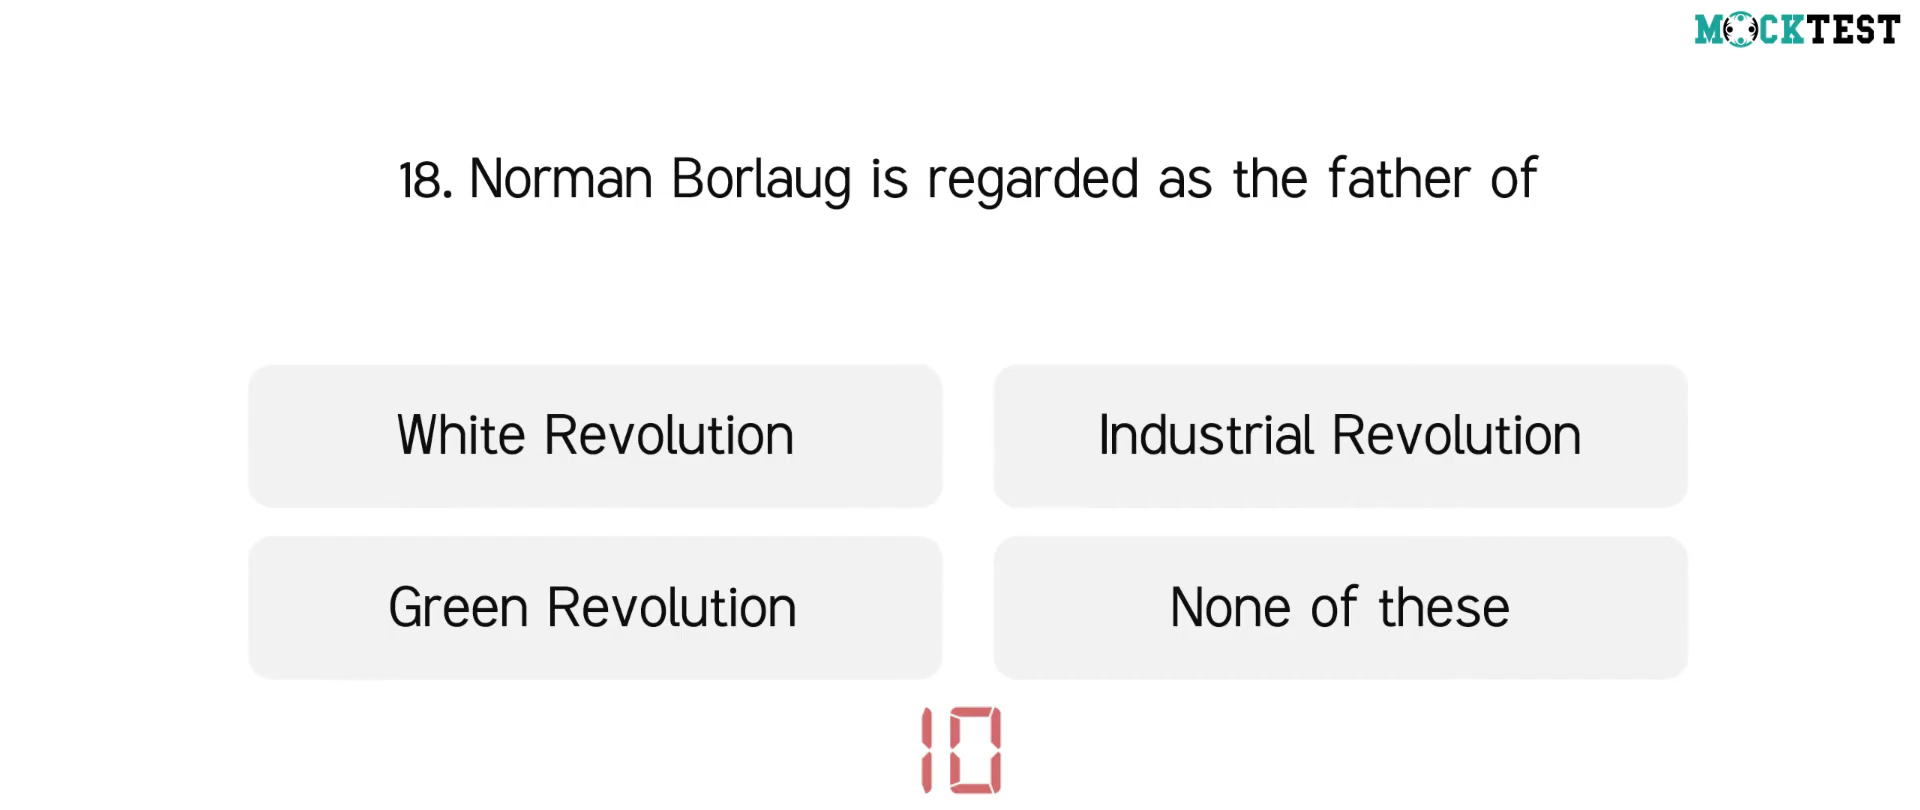 MOCKTEST
18. Norman Borlaug is regarded as the father of
White Revolution
Industrial Revolution
Green Revolution
None of these
10